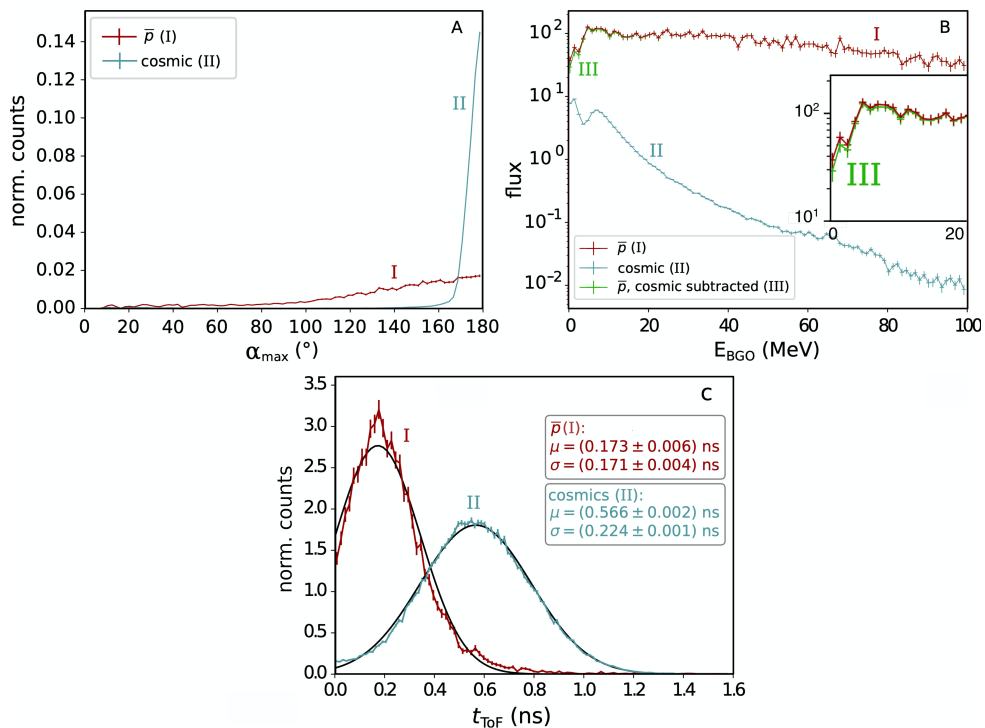 A
p̅ (I)
cosmic (II)
I
II
norm. counts
0.14
0.12
0.10
0.08
0.06
0.04
0.02
0.00
0 20 40 60 80 100 120 140 160 180
α_max (°)
B
I
III
II
III
flux
10²
10¹
10⁰
10⁻¹
10⁻²
10²
10¹
0 20
p̅ (I)
cosmic (II)
p̅, cosmic subtracted (III)
0 20 40 60 80 100
E_BGO (MeV)
C
I
II
p̅ (I):
μ = (0.173 ± 0.006) ns
σ = (0.171 ± 0.004) ns
cosmics (II):
μ = (0.566 ± 0.002) ns
σ = (0.224 ± 0.001) ns
norm. counts
3.5
3.0
2.5
2.0
1.5
1.0
0.5
0.0
0.0 0.2 0.4 0.6 0.8 1.0 1.2 1.4 1.6
t_ToF (ns)